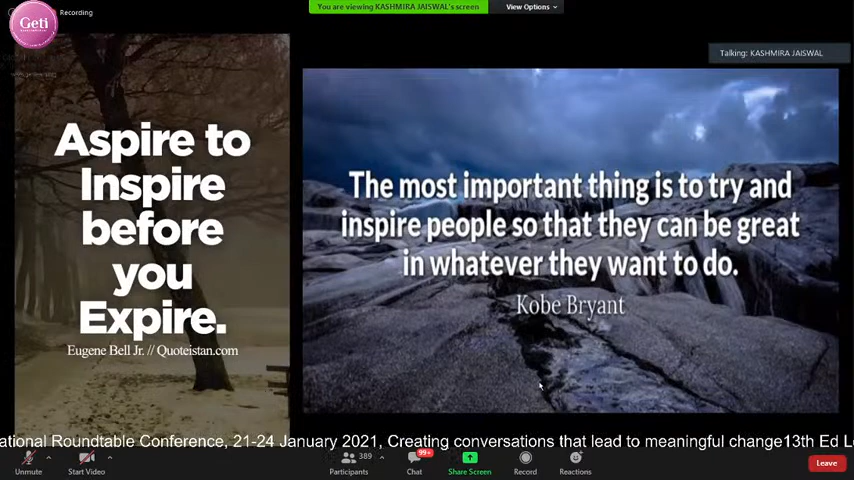 Geti
Recording
You are viewing KASHMIRA JAISWAL's screen
View Options
Talking: KASHMIRA JAISWAL
Aspire to
Inspire
before
you
Expire.
Eugene Bell Jr. // Quoteistan.com
The most important thing is to try and
inspire people so that they can be great
in whatever they want to do.
Kobe Bryant
ational Roundtable Conference, 21-24 January 2021, Creating conversations that lead to meaningful change13th Ed L
Unmute
Start Video
389
Participants
99+
Chat
Share Screen
Record
Reactions
Leave